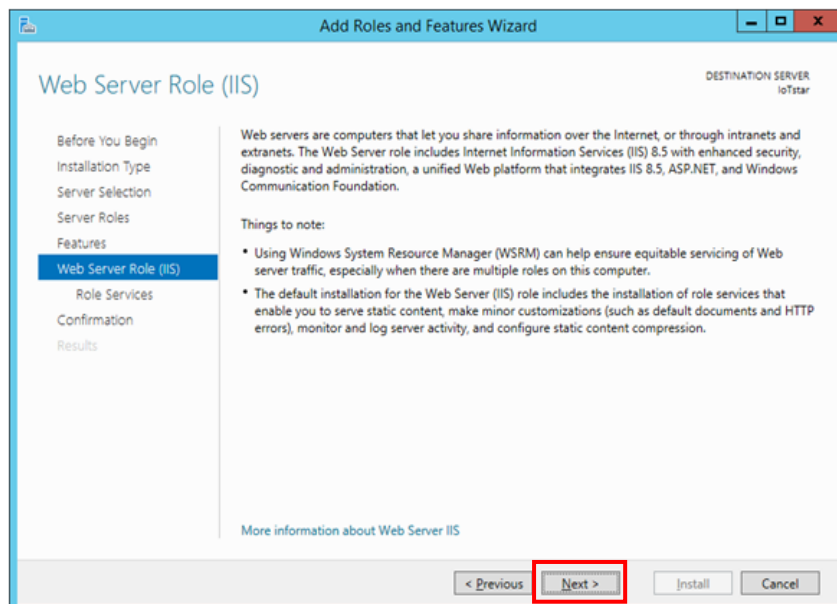 Add Roles and Features Wizard
Web Server Role (IIS)
DESTINATION SERVER
IoTstar
Before You Begin
Installation Type
Server Selection
Server Roles
Features
Web Server Role (IIS)
Role Services
Confirmation
Results
Web servers are computers that let you share information over the Internet, or through intranets and
extranets. The Web Server role includes Internet Information Services (IIS) 8.5 with enhanced security,
diagnostic and administration, a unified Web platform that integrates IIS 8.5, ASP.NET, and Windows
Communication Foundation.
Things to note:
• Using Windows System Resource Manager (WSRM) can help ensure equitable servicing of Web
server traffic, especially when there are multiple roles on this computer.
• The default installation for the Web Server (IIS) role includes the installation of role services that
enable you to serve static content, make minor customizations (such as default documents and HTTP
errors), monitor and log server activity, and configure static content compression.
More information about Web Server IIS
< Previous
Next >
Install
Cancel